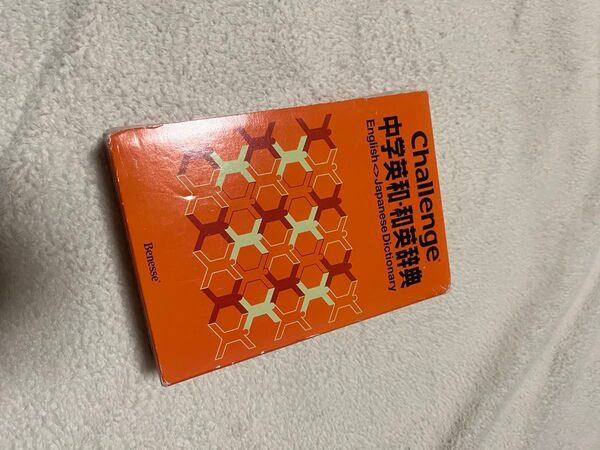 Challenge
中学英和・和英辞典
English<>Japanese Dictionary
Benesse®